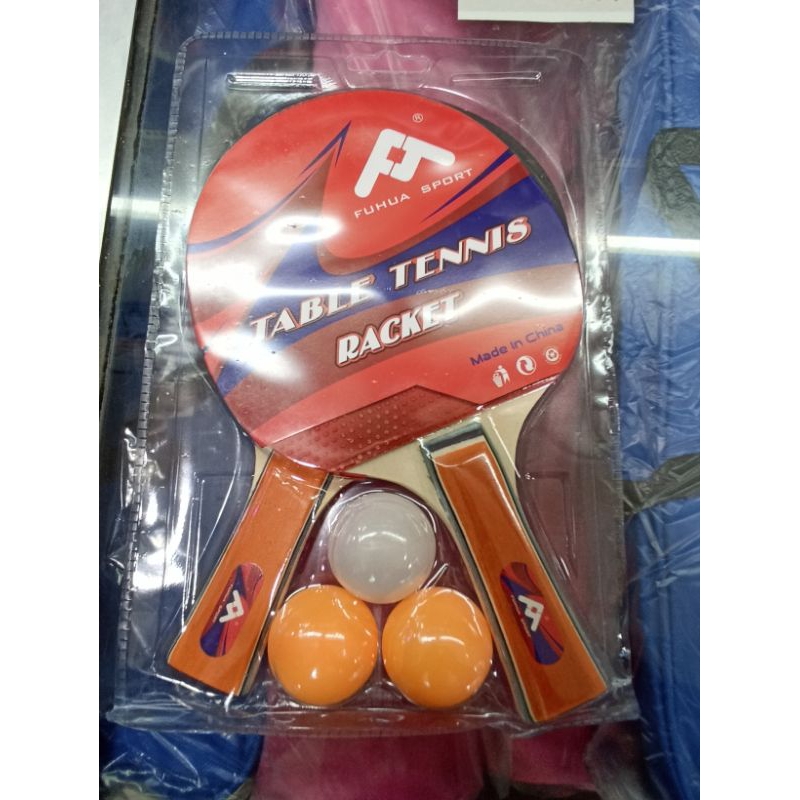 ®
FUHUA SPORT
TABLE TENNIS
RACKET
Made in China